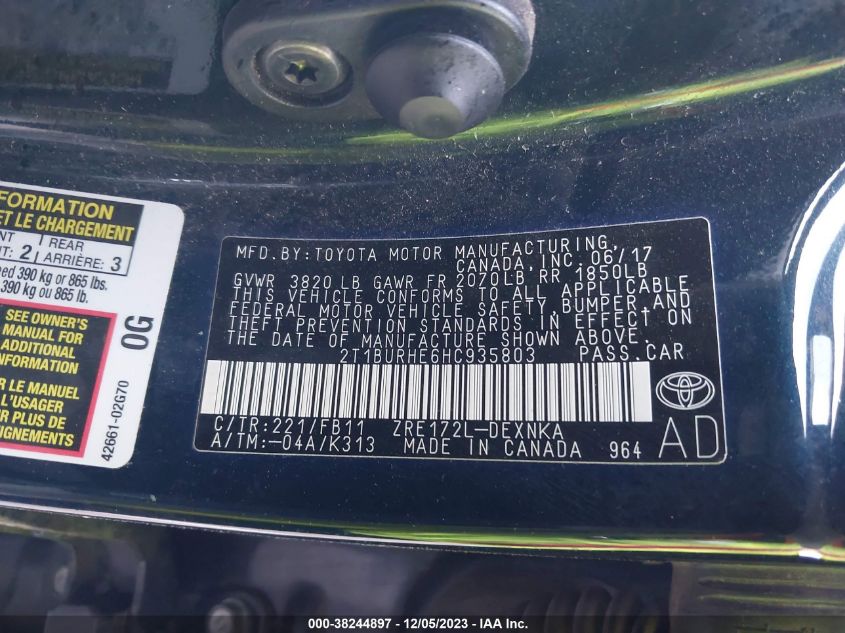 NFORMATION
ET LE CHARGEMENT
NT 2 REAR 3
ARRIÈRE:
eed 390 kg or 865 lbs.
390 kg ou 865 lb.
SEE OWNER'S
MANUAL FOR
ADDITIONAL
INFORMATION
R LE MANUEL
L'USAGER
UR PLUS DE
EIGNEMENTS
0G
42661-02G70
MFD.BY:TOYOTA MOTOR MANUFACTURING,
CANADA, INC. 06/17
GVWR 3820 LB GAWR FR 2070LB RR 1850LB
THIS VEHICLE CONFORMS TO ALL APPLICABLE
FEDERAL MOTOR VEHICLE SAFETY,BUMPER,AND
THEFT PREVENTION STANDARDS IN EFFECT ON
THE DATE OF MANUFACTURE SHOWN ABOVE.
2T1BURHE6HC935803 PASS.CAR
C/TR:221/FB11 ZRE172L-DEXNKA
A/TM:-04A/K313 MADE IN CANADA 964
AD
000-38244897 - 12/05/2023 - IAA Inc.